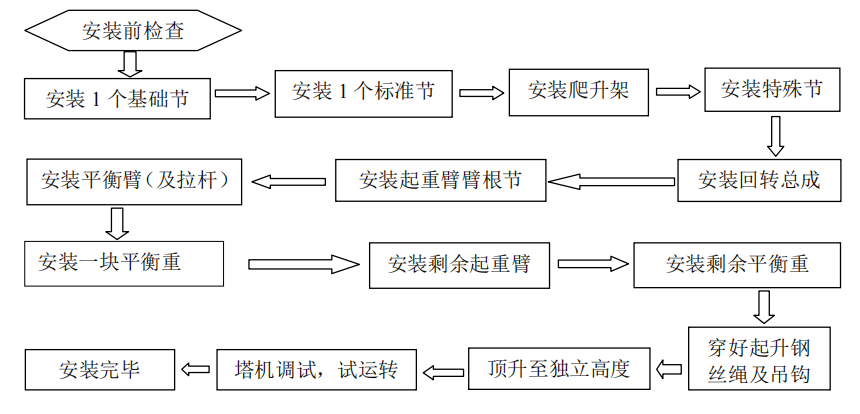 安装前检查
安装1个基础节
安装1个标准节
安装爬升架
安装特殊节
安装回转总成
安装起重臂臂根节
安装平衡臂（及拉杆）
安装一块平衡重
安装剩余起重臂
安装剩余平衡重
穿好起升钢
丝绳及吊钩
顶升至独立高度
塔机调试，试运转
安装完毕